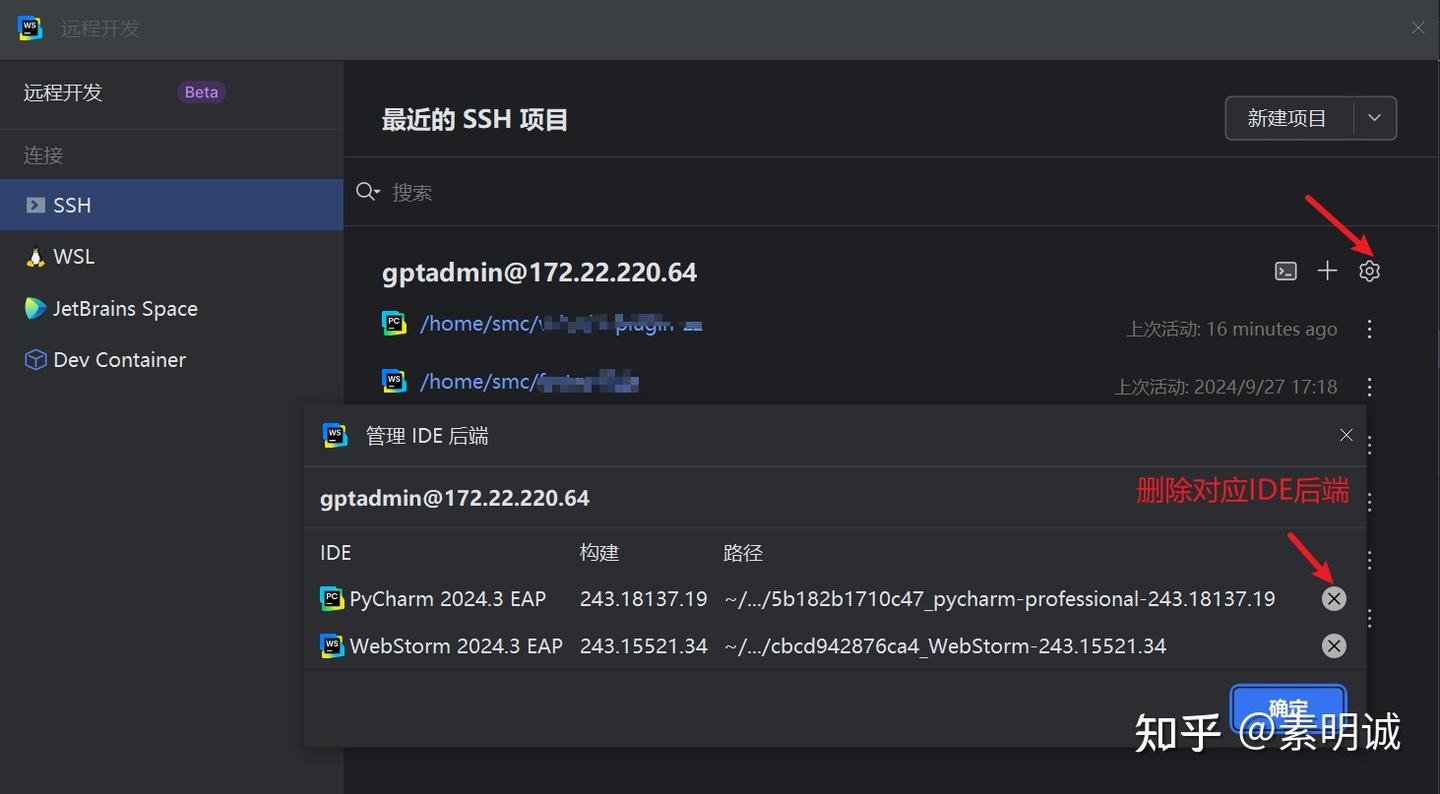 远程开发
远程开发 Beta
连接
SSH
WSL
JetBrains Space
Dev Container
最近的 SSH 项目
新建项目
搜索
gptadmin@172.22.220.64
/home/smc/
上次活动: 16 minutes ago
/home/smc/
上次活动: 2024/9/27 17:18
管理 IDE 后端
gptadmin@172.22.220.64
删除对应IDE后端
IDE 构建 路径
PyCharm 2024.3 EAP 243.18137.19 ~/.../5b182b1710c47_pycharm-professional-243.18137.19
WebStorm 2024.3 EAP 243.15521.34 ~/.../cbcd942876ca4_WebStorm-243.15521.34
确定
知乎 @素明诚